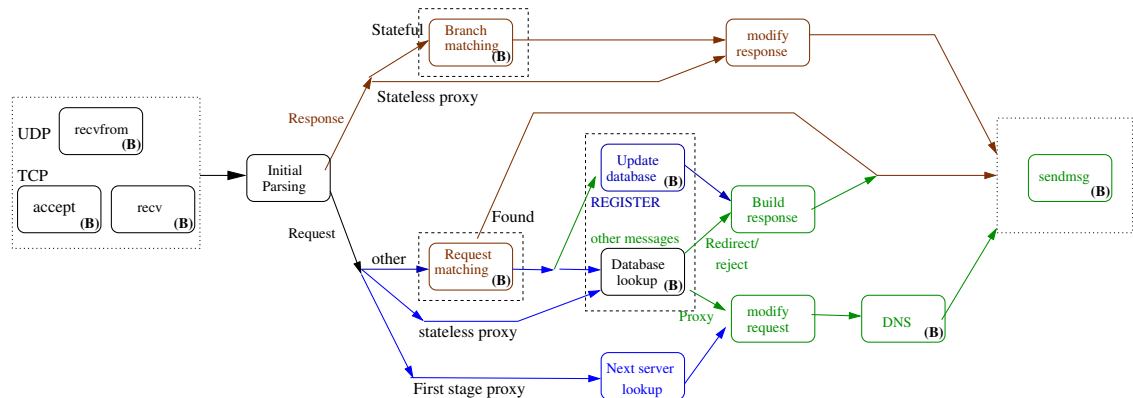 Stateful
Branch
matching
(B)
modify
response
Stateless proxy
Response
UDP
recvfrom
(B)
TCP
accept
(B)
recv
(B)
Initial
Parsing
Request
Update
database
(B)
REGISTER
Build
response
sendmsg
(B)
Found
other messages
Redirect/
reject
other
Request
matching
(B)
Database
lookup
(B)
Proxy
stateless proxy
modify
request
DNS
(B)
First stage proxy
Next server
lookup